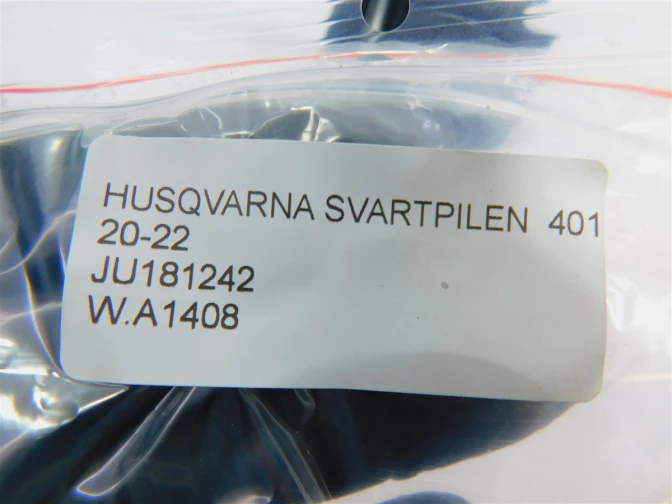 HUSQVARNA SVARTPILEN 401
20-22
JU181242
W.A1408